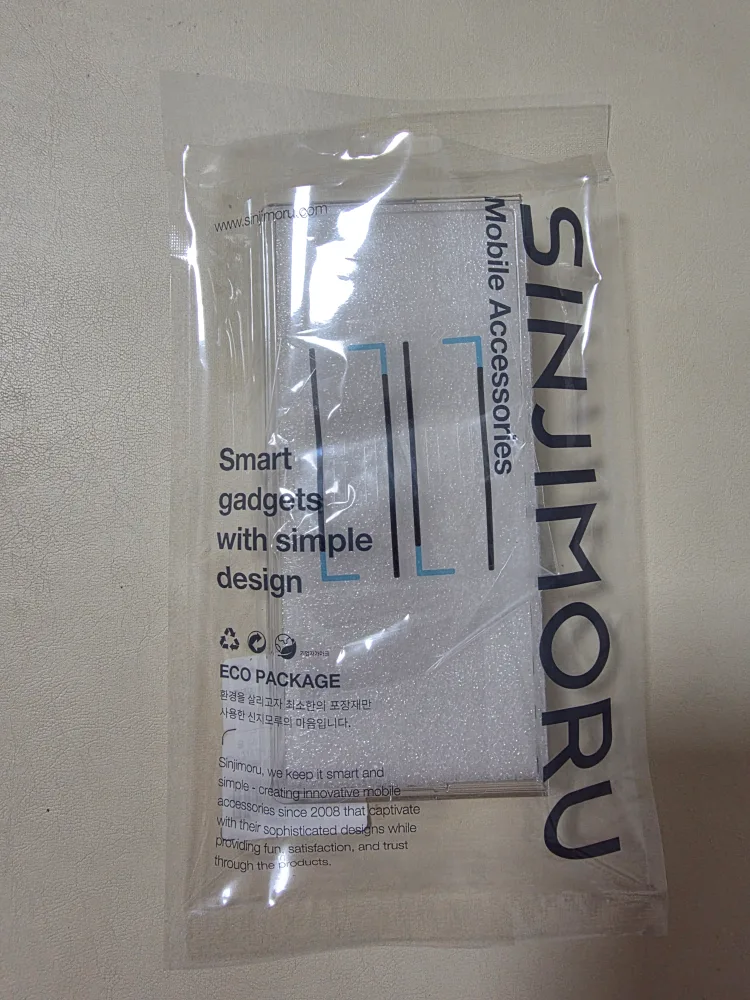 www.sinjimoru.com
SINJIMORU
Mobile Accessories
Smart
gadgets
with simple
design
ECO PACKAGE
환경을 살리고자 최소한의 포장재만
사용한 신지모루의 마음입니다.
Sinjimoru, we keep it smart and
simple - creating innovative mobile
accessories since 2008 that captivate
with their sophisticated designs while
providing fun, satisfaction, and trust
through the products.